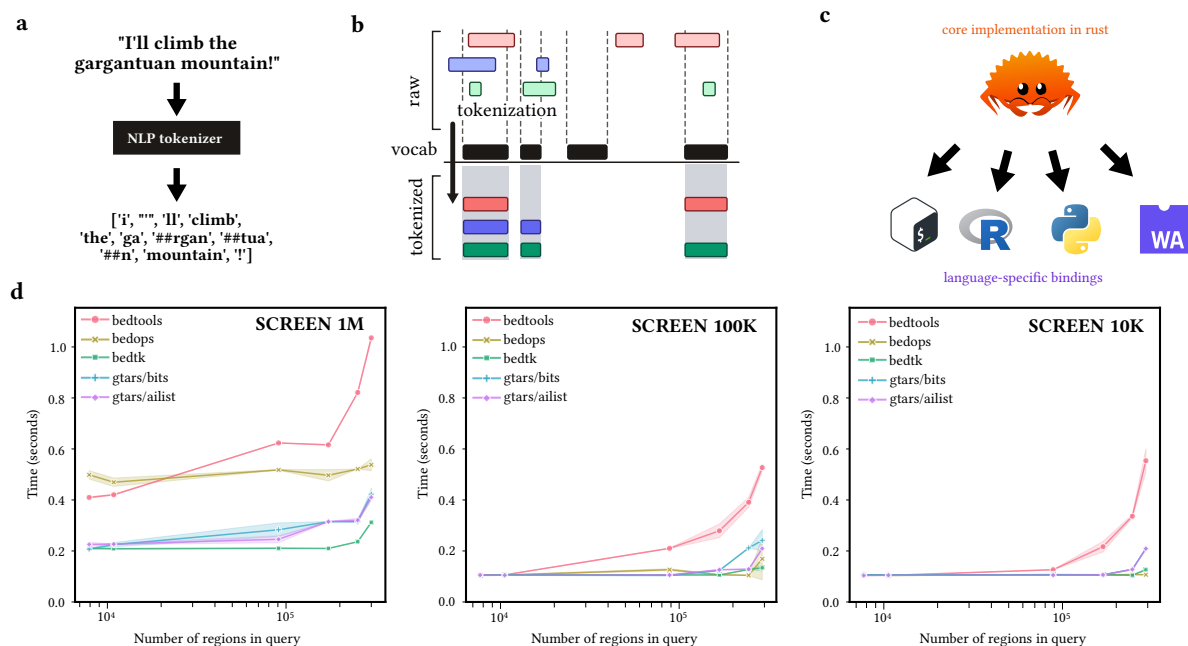 a
"I'll climb the
gargantuan mountain!"
NLP tokenizer
['i', "'", 'll', 'climb',
'the', 'ga', '##rgan', '##tua',
'##n', 'mountain', '!']
b
raw
tokenization
vocab
tokenized
c
core implementation in rust
$_
R
WA
language-specific bindings
d
SCREEN 1M
bedtools
bedops
bedtk
gtars/bits
gtars/ailist
Time (seconds)
1.0
0.8
0.6
0.4
0.2
0.0
10⁴
10⁵
Number of regions in query
SCREEN 100K
bedtools
bedops
bedtk
gtars/bits
gtars/ailist
Time (seconds)
1.0
0.8
0.6
0.4
0.2
0.0
10⁴
10⁵
Number of regions in query
SCREEN 10K
bedtools
bedops
bedtk
gtars/bits
gtars/ailist
Time (seconds)
1.0
0.8
0.6
0.4
0.2
0.0
10⁴
10⁵
Number of regions in query